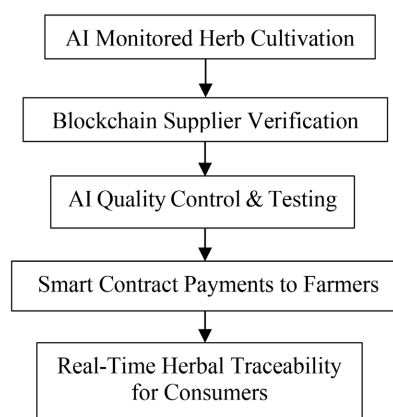 AI Monitored Herb Cultivation
Blockchain Supplier Verification
AI Quality Control & Testing
Smart Contract Payments to Farmers
Real-Time Herbal Traceability
for Consumers